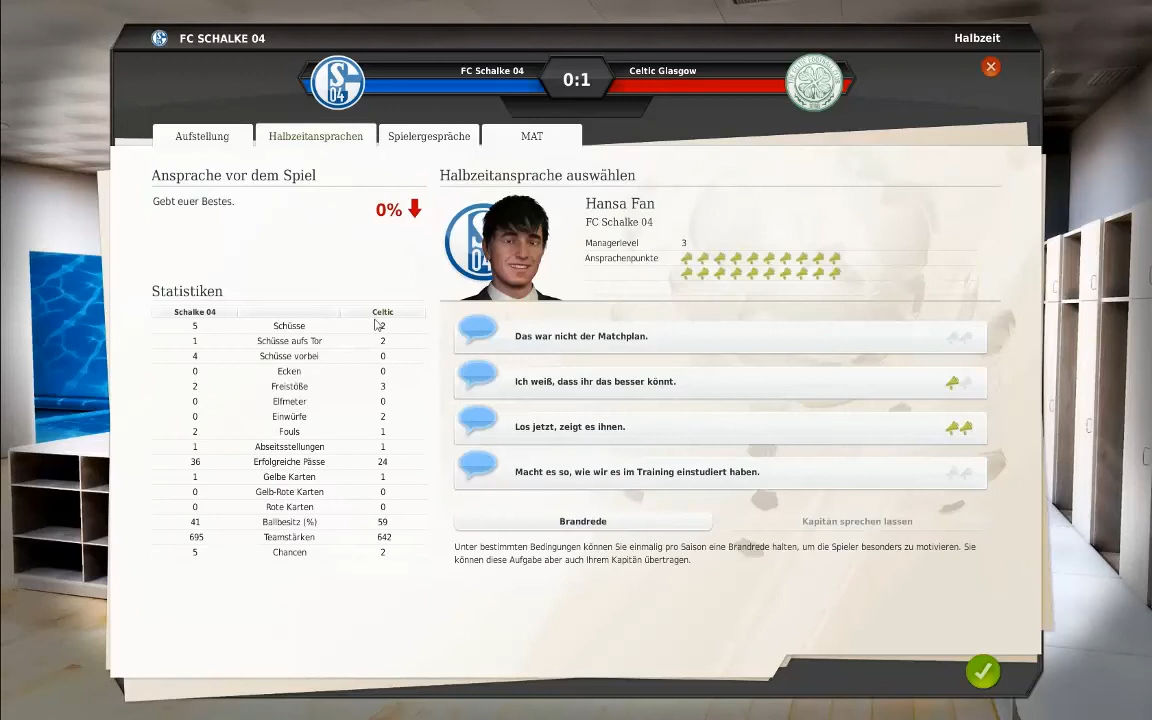 FC SCHALKE 04
Halbzeit
FC Schalke 04
0:1
Celtic Glasgow
Aufstellung
Halbzeitansprachen
Spielergespräche
MAT
Ansprache vor dem Spiel
Gebt euer Bestes.
0%
Statistiken
Schalke 04 Celtic
5 Schüsse 2
1 Schüsse aufs Tor 2
4 Schüsse vorbei 0
0 Ecken 0
2 Freistöße 3
0 Elfmeter 0
0 Einwürfe 2
2 Fouls 1
1 Abseitsstellungen 1
36 Erfolgreiche Pässe 24
1 Gelbe Karten 1
0 Gelb-Rote Karten 0
0 Rote Karten 0
41 Ballbesitz (%) 59
695 Teamstärken 642
5 Chancen 2
Halbzeitansprache auswählen
Hansa Fan
FC Schalke 04
Managerlevel 3
Ansprachenpunkte
Das war nicht der Matchplan.
Ich weiß, dass ihr das besser könnt.
Los jetzt, zeigt es ihnen.
Macht es so, wie wir es im Training einstudiert haben.
Brandrede
Kapitän sprechen lassen
Unter bestimmten Bedingungen können Sie einmalig pro Saison eine Brandrede halten, um die Spieler besonders zu motivieren. Sie
können diese Aufgabe aber auch Ihrem Kapitän übertragen.